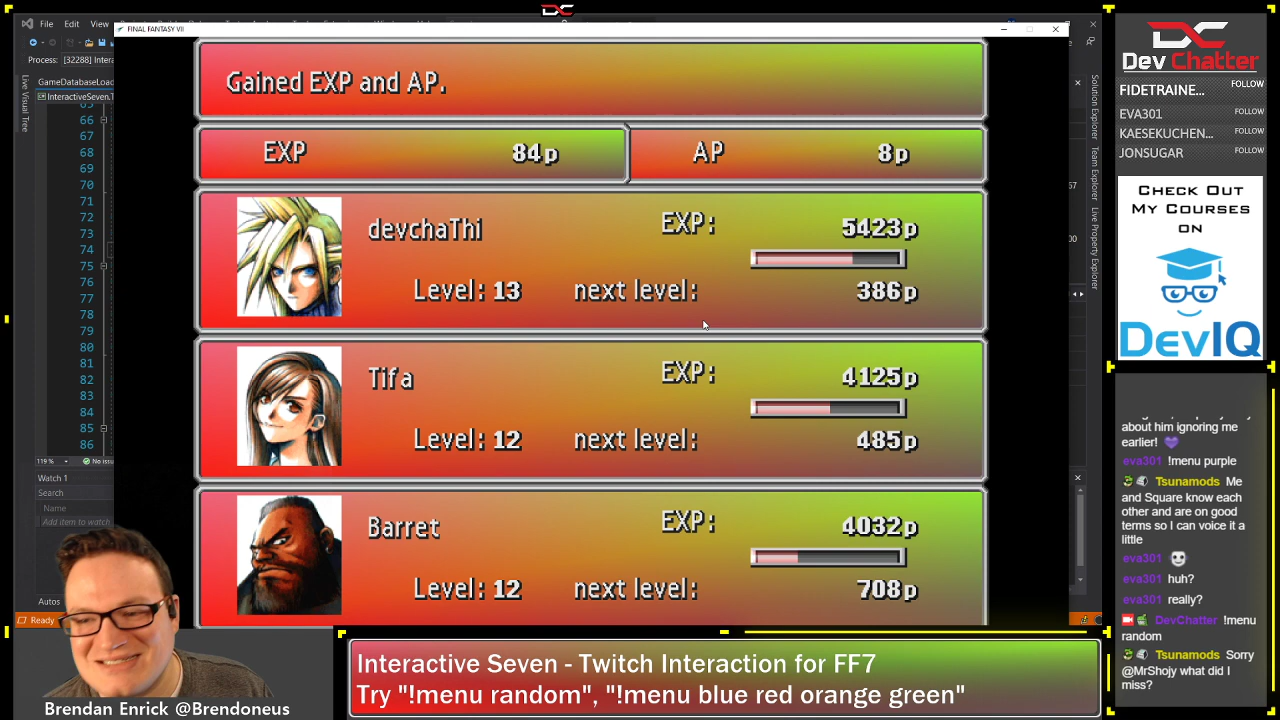 File Edit View
FINAL FANTASY VII
Process: [32288] Intera
GameDatabaseLoad
InteractiveSeven.T
Live Visual Tree
66
67
68
69
70
71
72
73
74
75
76
77
78
79
80
81
82
83
84
85
86
119 %
No issu
Watch 1
Search
Name
Add item to watch
Autos
Ready
Gained EXP and AP.
EXP 84p AP 8p
devchaThi EXP: 5423p
Level: 13 next level: 386p
Tifa EXP: 4125p
Level: 12 next level: 485p
Barret EXP: 4032p
Level: 12 next level: 708p
Solution Explorer
Team Explorer
Live Property Explorer
Brendan Enrick @Brendoneus
Interactive Seven - Twitch Interaction for FF7
Try "!menu random", "!menu blue red orange green"
DC
Dev Chatter
FIDETRAINE... FOLLOW
EVA301 FOLLOW
KAESEKUCHEN... FOLLOW
JONSUGAR FOLLOW
CHECK OUT
MY COURSES
ON
DevIQ
about him ignoring me
earlier!
eva301 !menu purple
Tsunamods Me
and Square know each
other and are on good
terms so I can voice it a
little
eva301
eva301 huh?
eva301 really?
DevChatter !menu
random
Tsunamods Sorry
@MrShojy what did I
miss?